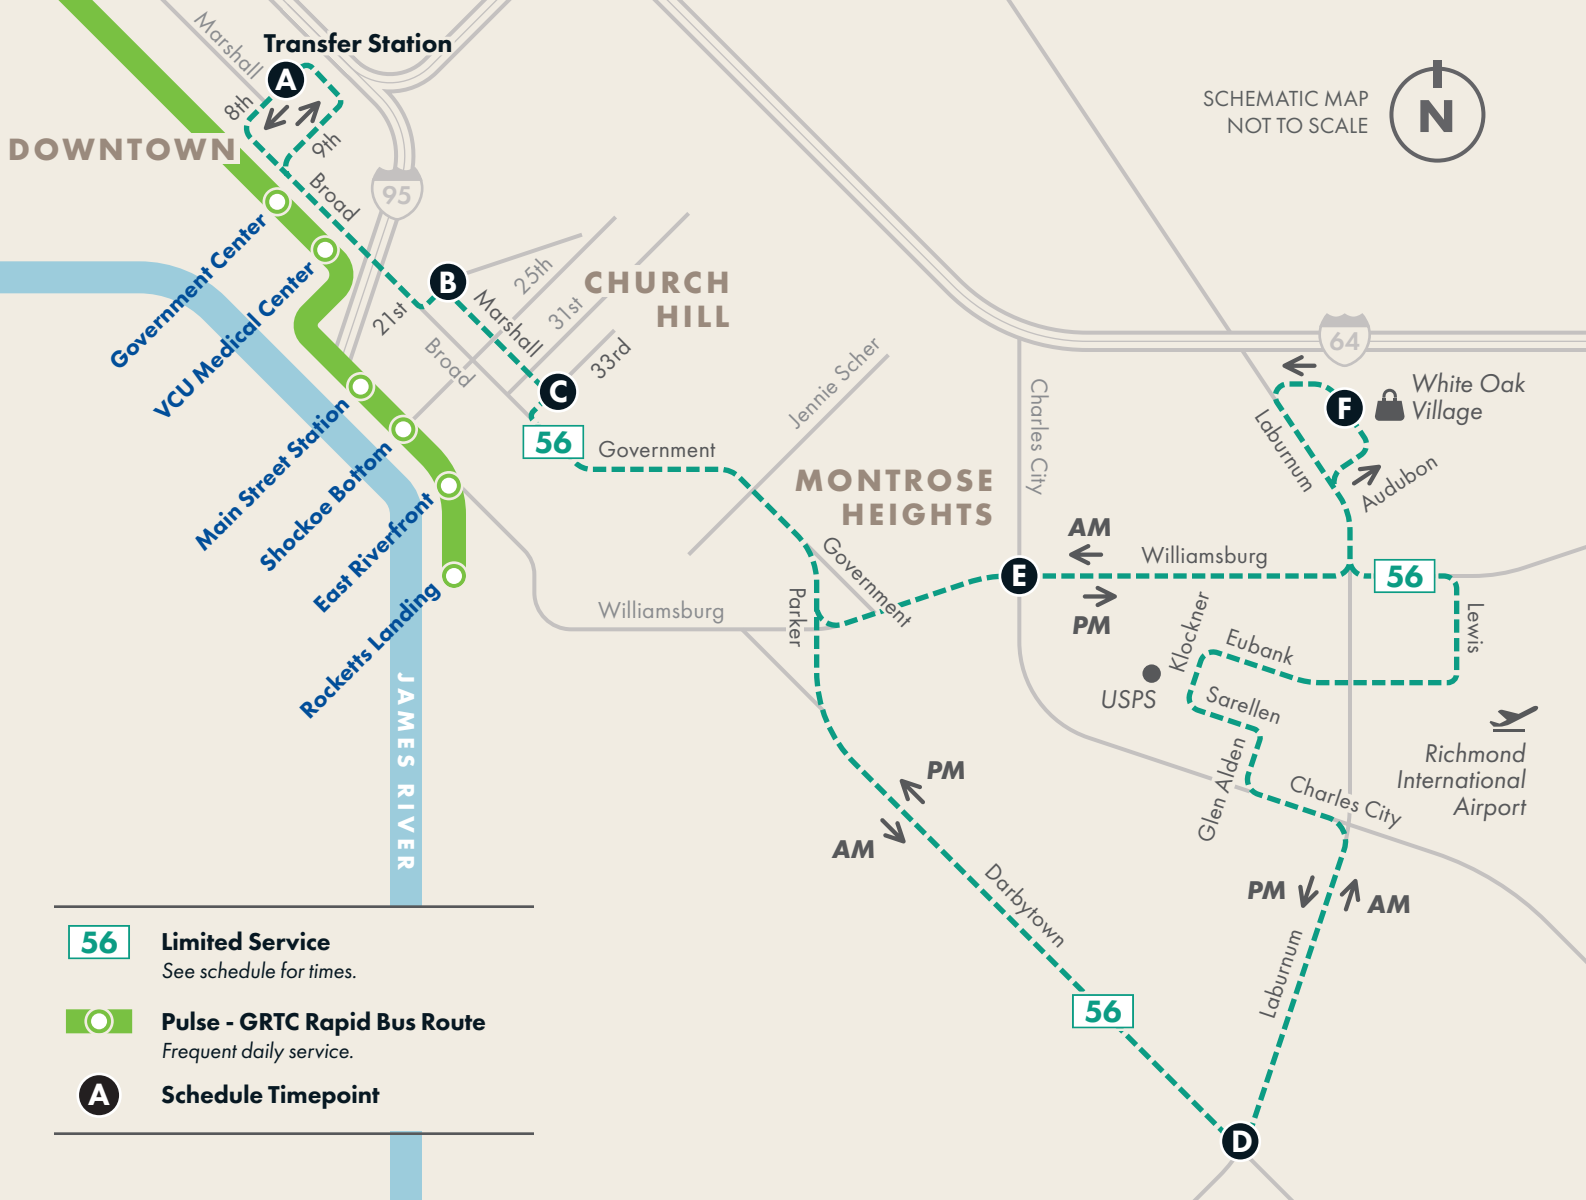 Marshall
Transfer Station
A
8th
9th
DOWNTOWN
Broad
95
SCHEMATIC MAP
NOT TO SCALE
N
Government Center
VCU Medical Center
Main Street Station
Shockoe Bottom
East Riverfront
Rocketts Landing
B
21st
Marshall
Broad
25th
31st
33rd
CHURCH
HILL
C
56
Government
Jennie Scher
MONTROSE
HEIGHTS
Charles City
64
F
White Oak
Village
Laburnum
Audubon
AM
Williamsburg
E
PM
56
Government
Williamsburg
Parker
Klockner
Eubank
Lewis
USPS
Sarellen
Glen Alden
Charles City
Richmond
International
Airport
JAMES RIVER
PM
AM
Darbytown
PM
AM
Laburnum
56
D
56
Limited Service
See schedule for times.
Pulse - GRTC Rapid Bus Route
Frequent daily service.
A
Schedule Timepoint